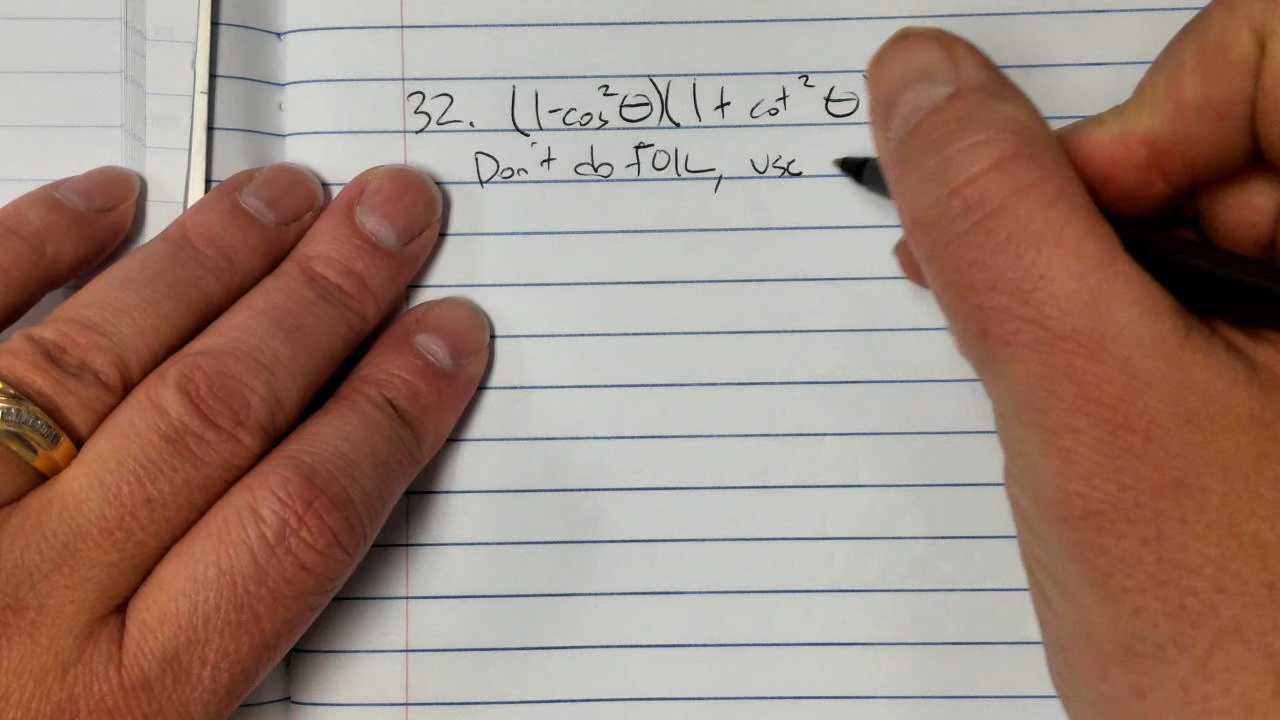 32. (1-cos²θ)(1+cot²θ)
Don't do FOIL, use